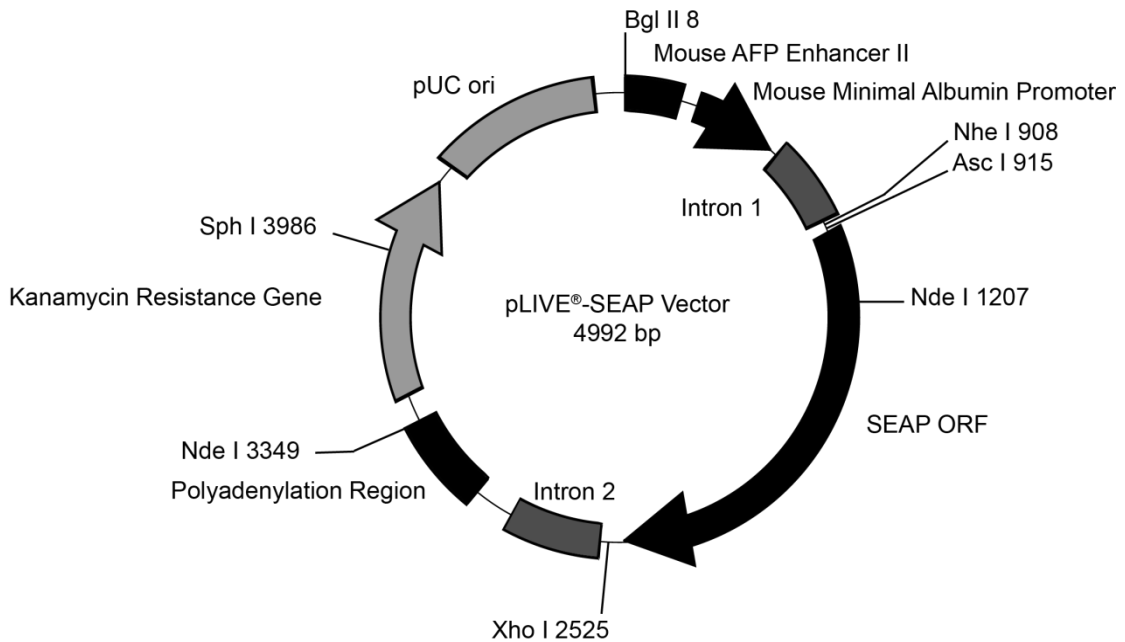 Bgl II 8
Mouse AFP Enhancer II
pUC ori
Mouse Minimal Albumin Promoter
Nhe I 908
Asc I 915
Intron 1
Sph I 3986
Kanamycin Resistance Gene
pLIVE®-SEAP Vector
4992 bp
Nde I 1207
SEAP ORF
Nde I 3349
Polyadenylation Region
Intron 2
Xho I 2525